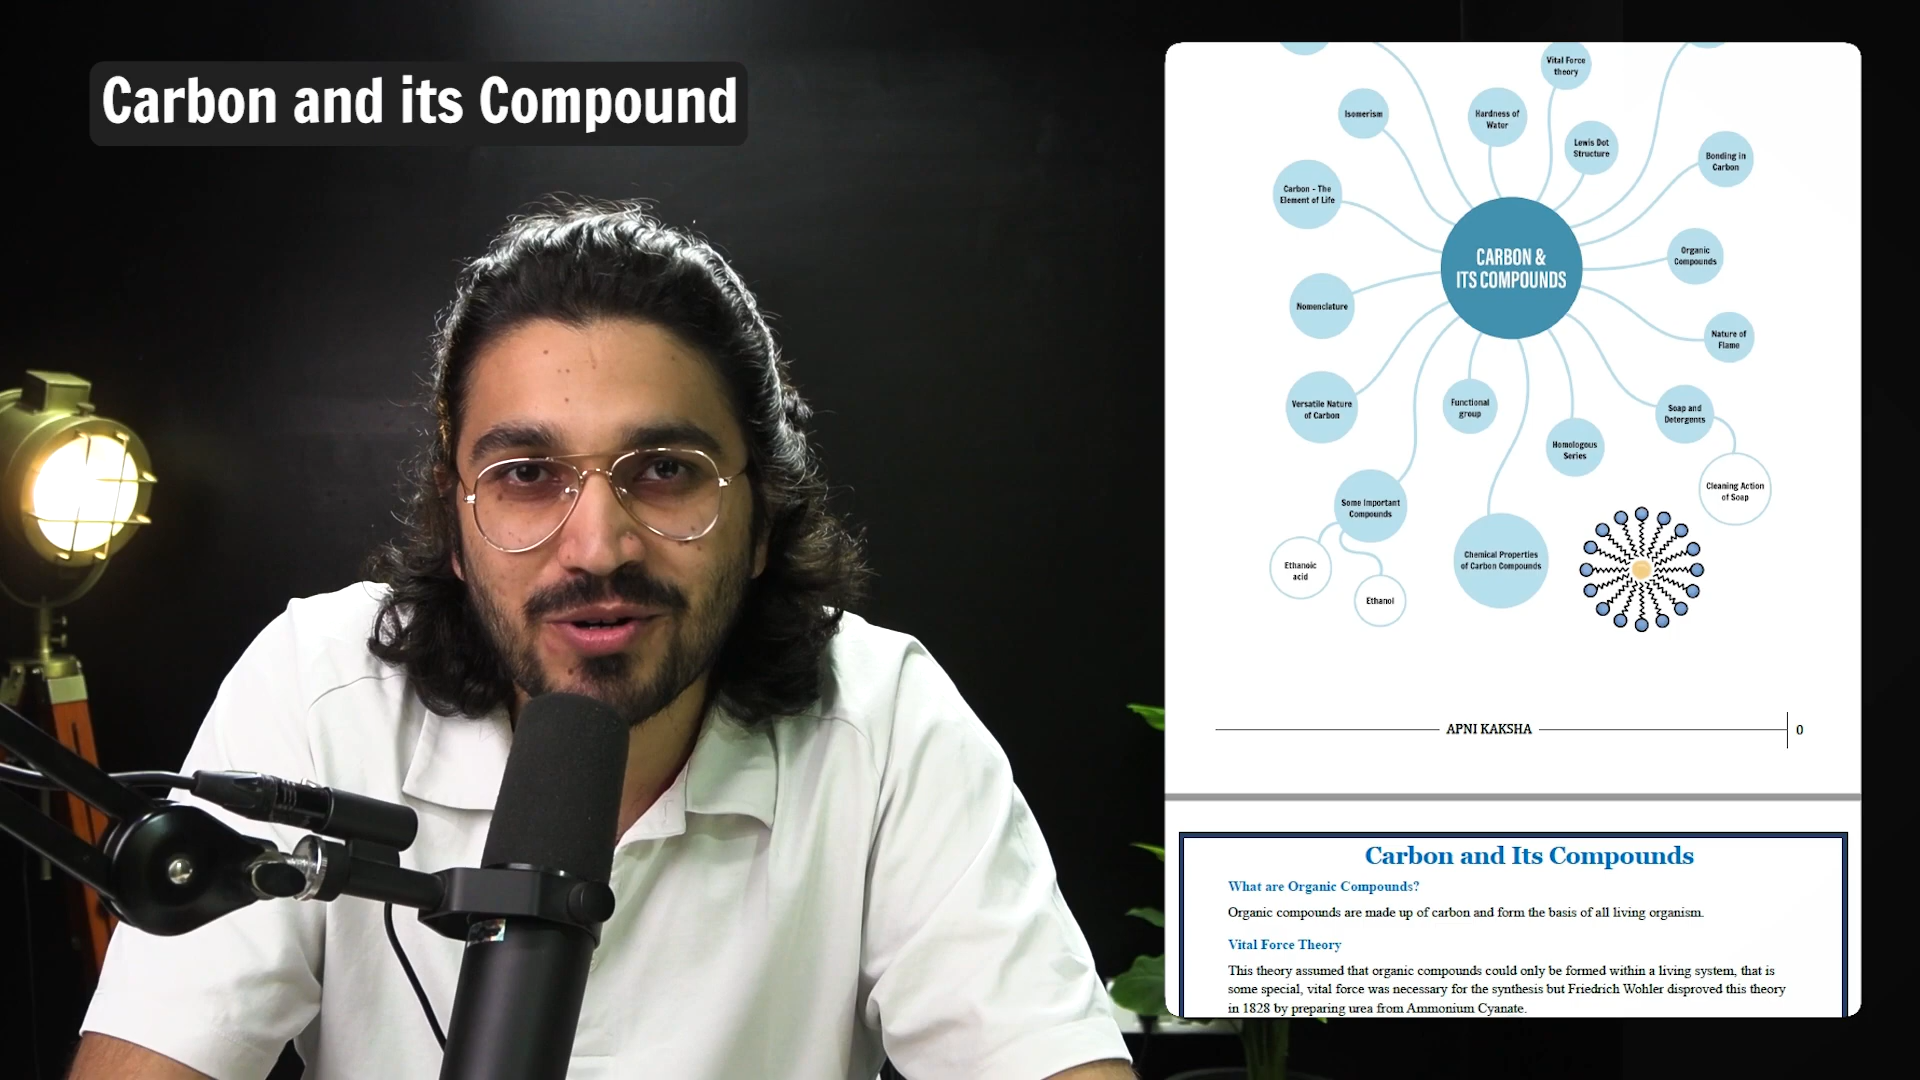 Carbon and its Compound
Vital Force
theory
Isomerism
Hardness of
Water
Lewis Dot
Structure
Bonding in
Carbon
Carbon - The
Element of Life
CARBON &
ITS COMPOUNDS
Organic
Compounds
Nomenclature
Nature of
Flame
Versatile Nature
of Carbon
Functional
group
Soap and
Detergents
Homologous
Series
Cleaning Action
of Soap
Some Important
Compounds
Chemical Properties
of Carbon Compounds
Ethanoic
acid
Ethanol
APNI KAKSHA
0
Carbon and Its Compounds
What are Organic Compounds?
Organic compounds are made up of carbon and form the basis of all living organism.
Vital Force Theory
This theory assumed that organic compounds could only be formed within a living system, that is
some special, vital force was necessary for the synthesis but Friedrich Wohler disproved this theory
in 1828 by preparing urea from Ammonium Cyanate.